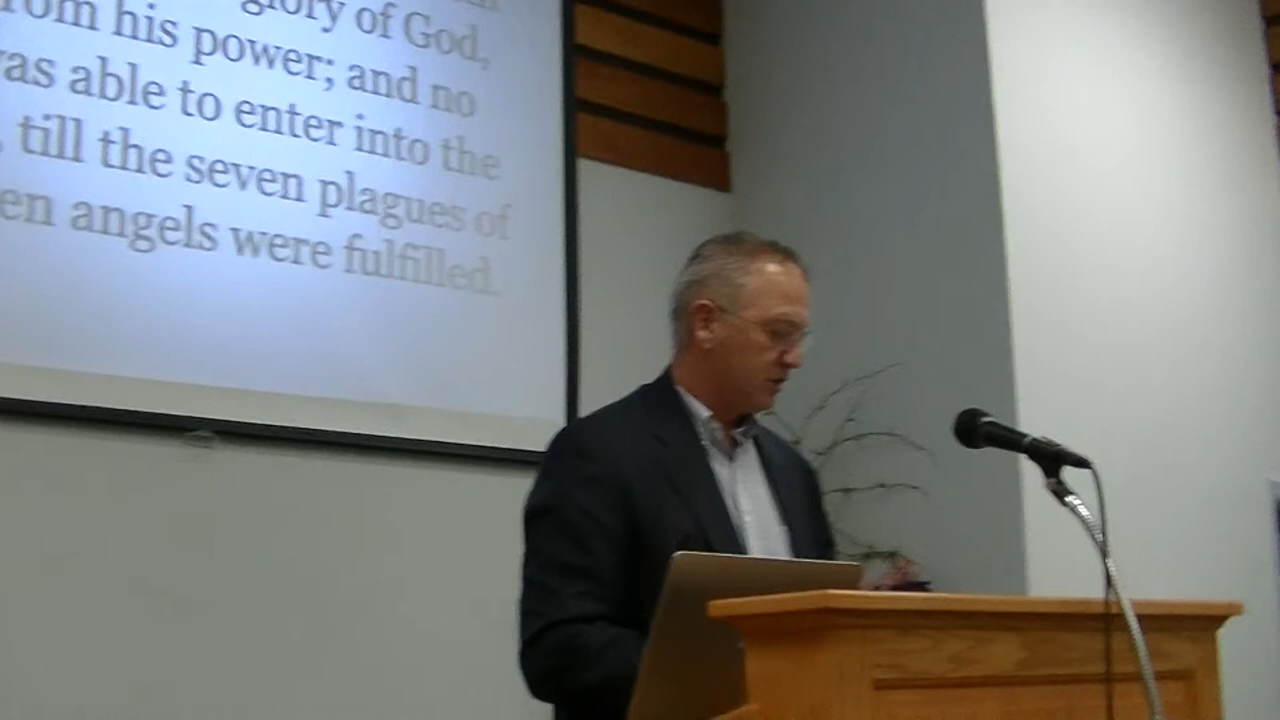 glory of God,
from his power; and no
was able to enter into the
, till the seven plagues of
en angels were fulfilled.